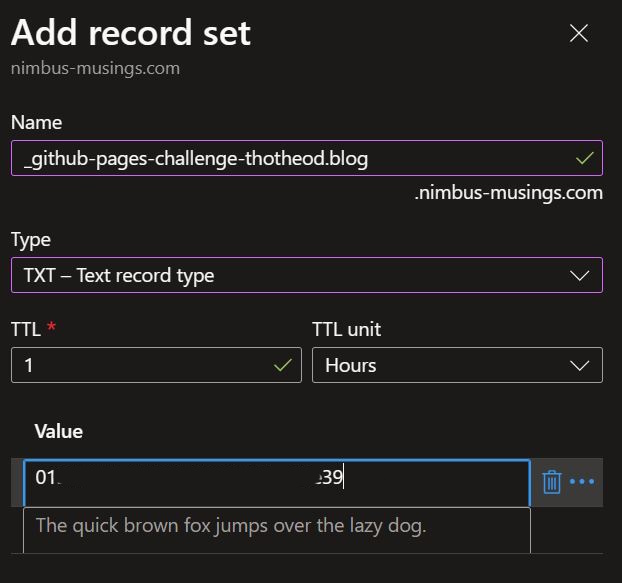 Add record set
nimbus-musings.com
Name
_github-pages-challenge-thotheod.blog
.nimbus-musings.com
Type
TXT – Text record type
TTL *
TTL unit
1
Hours
Value
01 39
The quick brown fox jumps over the lazy dog.